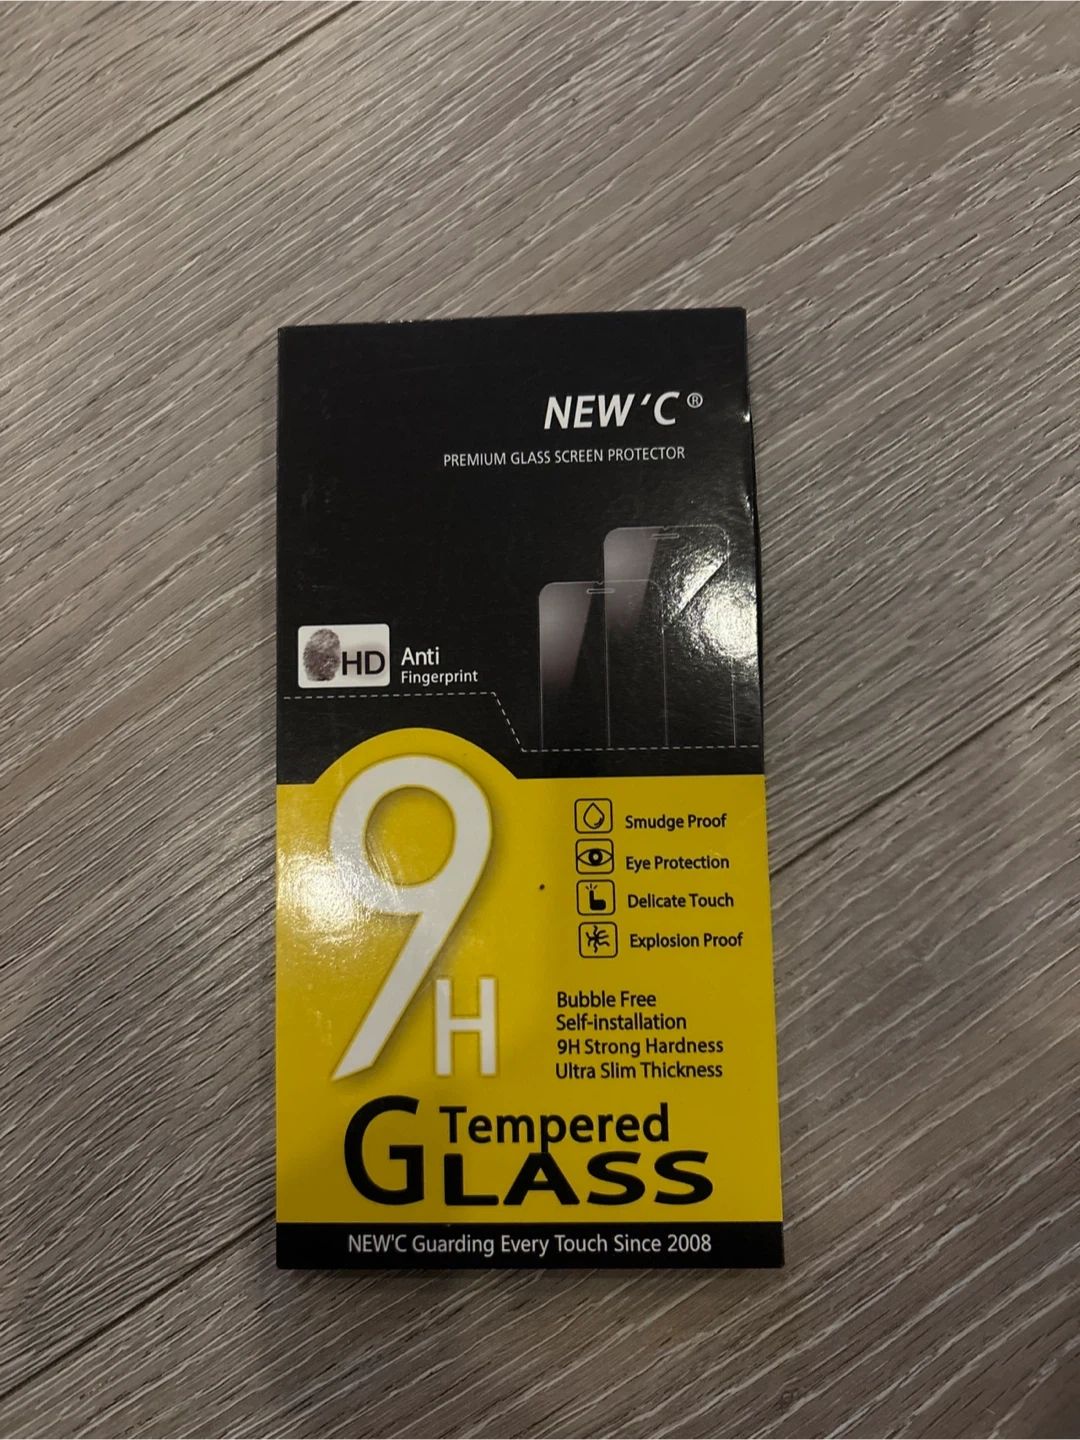 NEW'C®
PREMIUM GLASS SCREEN PROTECTOR
HD
Anti
Fingerprint
9H
Smudge Proof
Eye Protection
Delicate Touch
Explosion Proof
Bubble Free
Self-installation
9H Strong Hardness
Ultra Slim Thickness
Tempered
GLASS
NEW'C Guarding Every Touch Since 2008